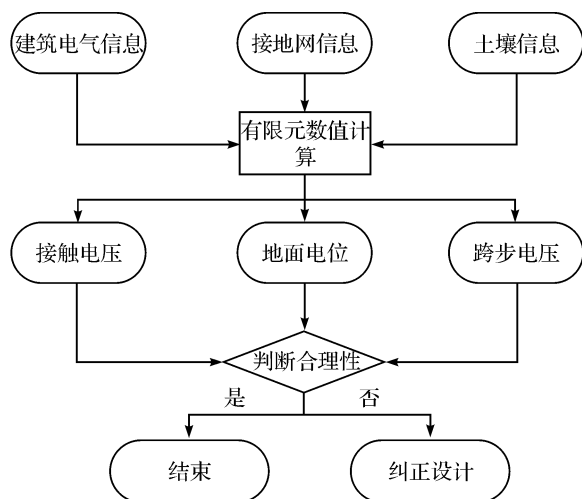 建筑电气信息
接地网信息
土壤信息
有限元数值计
算
接触电压
地面电位
跨步电压
判断合理性
是
否
结束
纠正设计